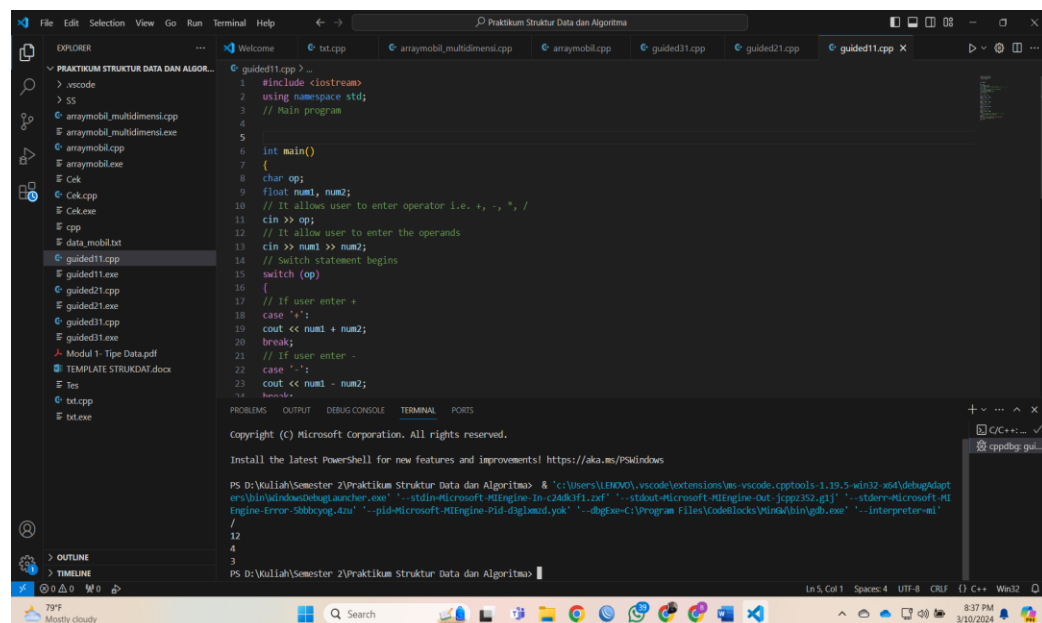 File Edit Selection View Go Run Terminal Help
Praktikum Struktur Data dan Algoritma
EXPLORER
PRAKTIKUM STRUKTUR DATA DAN ALGOR...
.vscode
SS
arraymobil_multidimensi.cpp
arraymobil_multidimensi.exe
arraymobil.cpp
arraymobil.exe
Cek
Cek.cpp
Cek.exe
cpp
data_mobil.txt
guided11.cpp
guided11.exe
guided21.cpp
guided21.exe
guided31.cpp
guided31.exe
Modul 1- Tipe Data.pdf
TEMPLATE STRUKDAT.docx
Tes
txt.cpp
txt.exe
OUTLINE
TIMELINE
Welcome txt.cpp arraymobil_multidimensi.cpp arraymobil.cpp guided31.cpp guided21.cpp guided11.cpp
guided11.cpp > ...
1 #include <iostream>
2 using namespace std;
3 // Main program
4
5
6 int main()
7 {
8 char op;
9 float num1, num2;
10 // It allows user to enter operator i.e. +, -, *, /
11 cin >> op;
12 // It allow user to enter the operands
13 cin >> num1 >> num2;
14 // Switch statement begins
15 switch (op)
16 {
17 // If user enter +
18 case '+':
19 cout << num1 + num2;
20 break;
21 // If user enter -
22 case '-':
23 cout << num1 - num2;
24 break;
PROBLEMS OUTPUT DEBUG CONSOLE TERMINAL PORTS
Copyright (C) Microsoft Corporation. All rights reserved.
Install the latest PowerShell for new features and improvements! https://aka.ms/PSWindows
PS D:\Kuliah\Semester 2\Praktikum Struktur Data dan Algoritma> & 'c:\Users\LENOVO\.vscode\extensions\ms-vscode.cpptools-1.19.5-win32-x64\debugAdapt
ers\bin\WindowsDebugLauncher.exe' '--stdin=Microsoft-MIEngine-In-c24dk3f1.zxf' '--stdout=Microsoft-MIEngine-Out-jcppz352.g1j' '--stderr=Microsoft-MI
Engine-Error-5bbbcyog.4zu' '--pid=Microsoft-MIEngine-Pid-d3glxmzd.yok' '--dbgExe=C:\Program Files\CodeBlocks\MinGW\bin\gdb.exe' '--interpreter=mi'
/
12
4
3
PS D:\Kuliah\Semester 2\Praktikum Struktur Data dan Algoritma>
C/C++:...
cppdbg: gui...
0 0 0 Ln 5, Col 1 Spaces: 4 UTF-8 CRLF {} C++ Win32
79°F
Mostly cloudy
Search
8:37 PM
3/10/2024